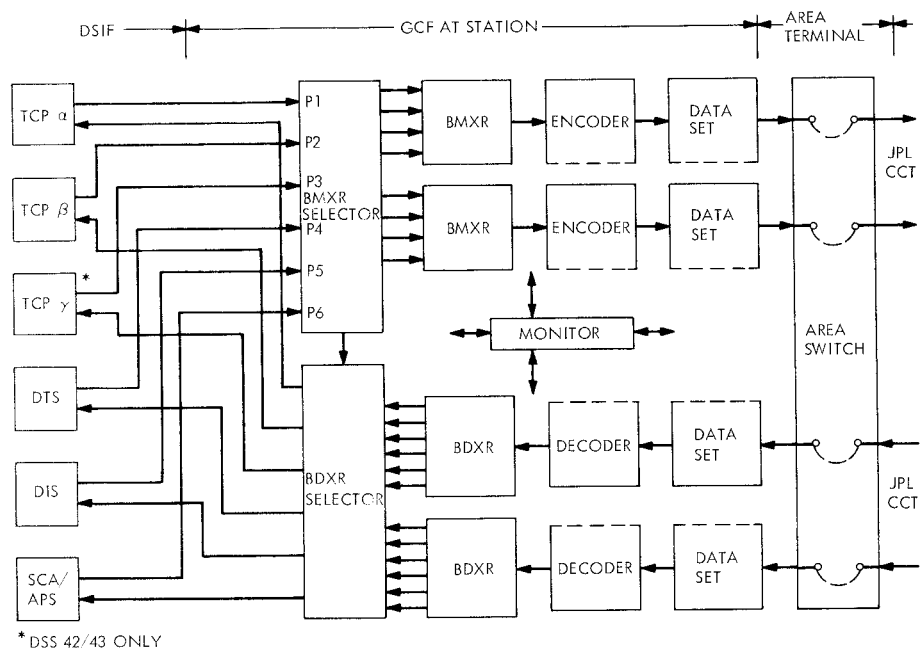 DSIF
GCF AT STATION
AREA
TERMINAL
TCP α
TCP β
TCP γ
*
DTS
DIS
SCA/
APS
* DSS 42/43 ONLY
P1
P2
P3
BMXR
SELECTOR
P4
P5
P6
BMXR
ENCODER
DATA
SET
BMXR
ENCODER
DATA
SET
JPL
CCT
MONITOR
AREA
SWITCH
BDXR
SELECTOR
BDXR
DECODER
DATA
SET
BDXR
DECODER
DATA
SET
JPL
CCT